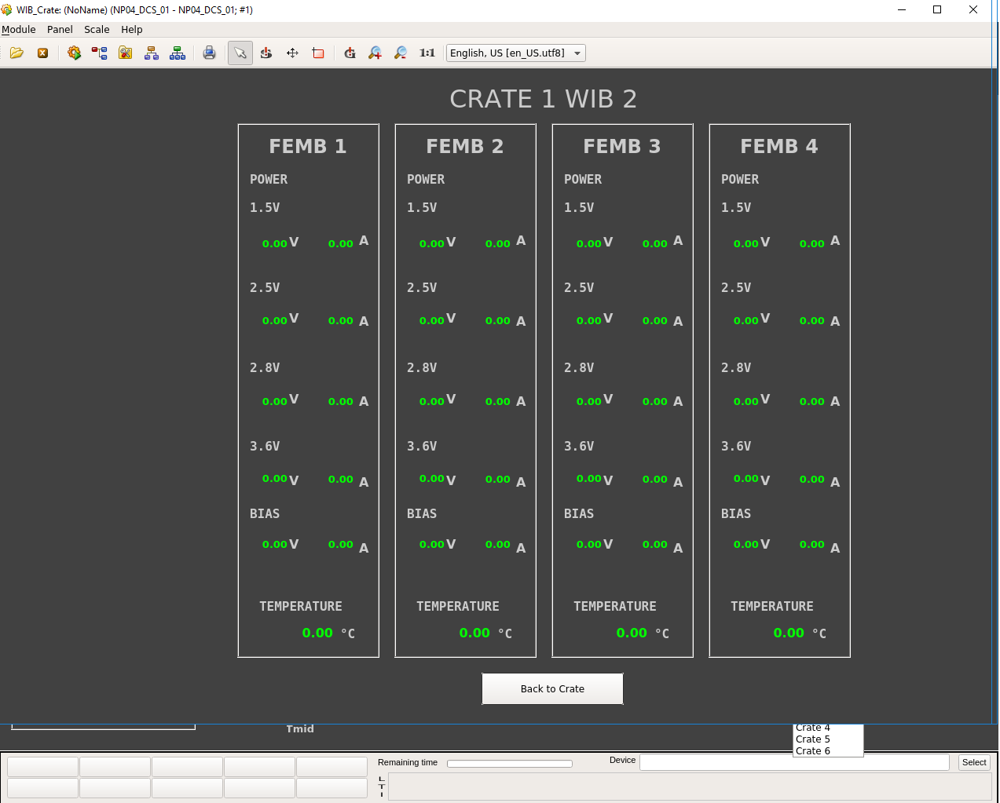 WIB_Crate: (NoName) (NP04_DCS_01 - NP04_DCS_01; #1)
Module Panel Scale Help
1:1 English, US [en_US.utf8]
CRATE 1 WIB 2
FEMB 1 FEMB 2 FEMB 3 FEMB 4
POWER POWER POWER POWER
1.5V 1.5V 1.5V 1.5V
0.00 V 0.00 A 0.00 V 0.00 A 0.00 V 0.00 A 0.00 V 0.00 A
2.5V 2.5V 2.5V 2.5V
0.00 V 0.00 A 0.00 V 0.00 A 0.00 V 0.00 A 0.00 V 0.00 A
2.8V 2.8V 2.8V 2.8V
0.00 V 0.00 A 0.00 V 0.00 A 0.00 V 0.00 A 0.00 V 0.00 A
3.6V 3.6V 3.6V 3.6V
0.00 V 0.00 A 0.00 V 0.00 A 0.00 V 0.00 A 0.00 V 0.00 A
BIAS BIAS BIAS BIAS
0.00 V 0.00 A 0.00 V 0.00 A 0.00 V 0.00 A 0.00 V 0.00 A
TEMPERATURE TEMPERATURE TEMPERATURE TEMPERATURE
0.00 °C 0.00 °C 0.00 °C 0.00 °C
Back to Crate
Tmid
Crate 4
Crate 5
Crate 6
Remaining time Device Select